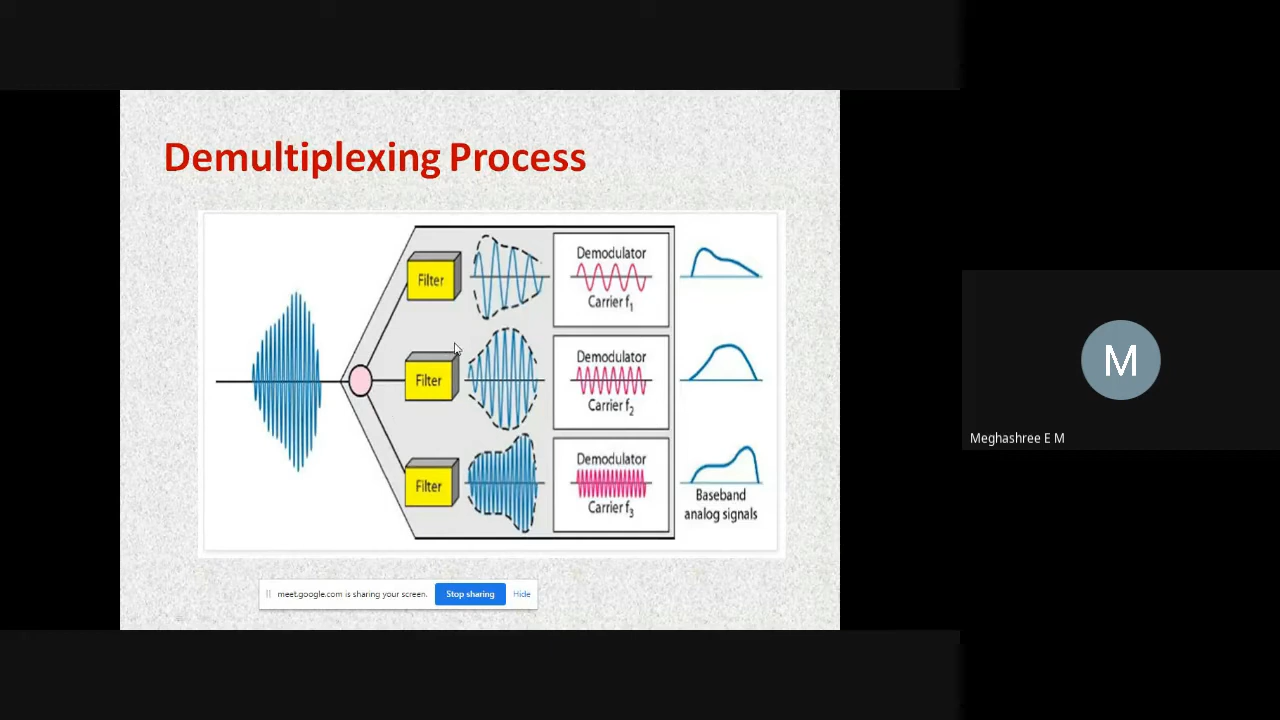 Demultiplexing Process
Filter
Demodulator
Carrier f1
Filter
Demodulator
Carrier f2
Filter
Demodulator
Carrier f3
Baseband
analog signals
meet.google.com is sharing your screen.
Stop sharing
Hide
M
Meghashree E M